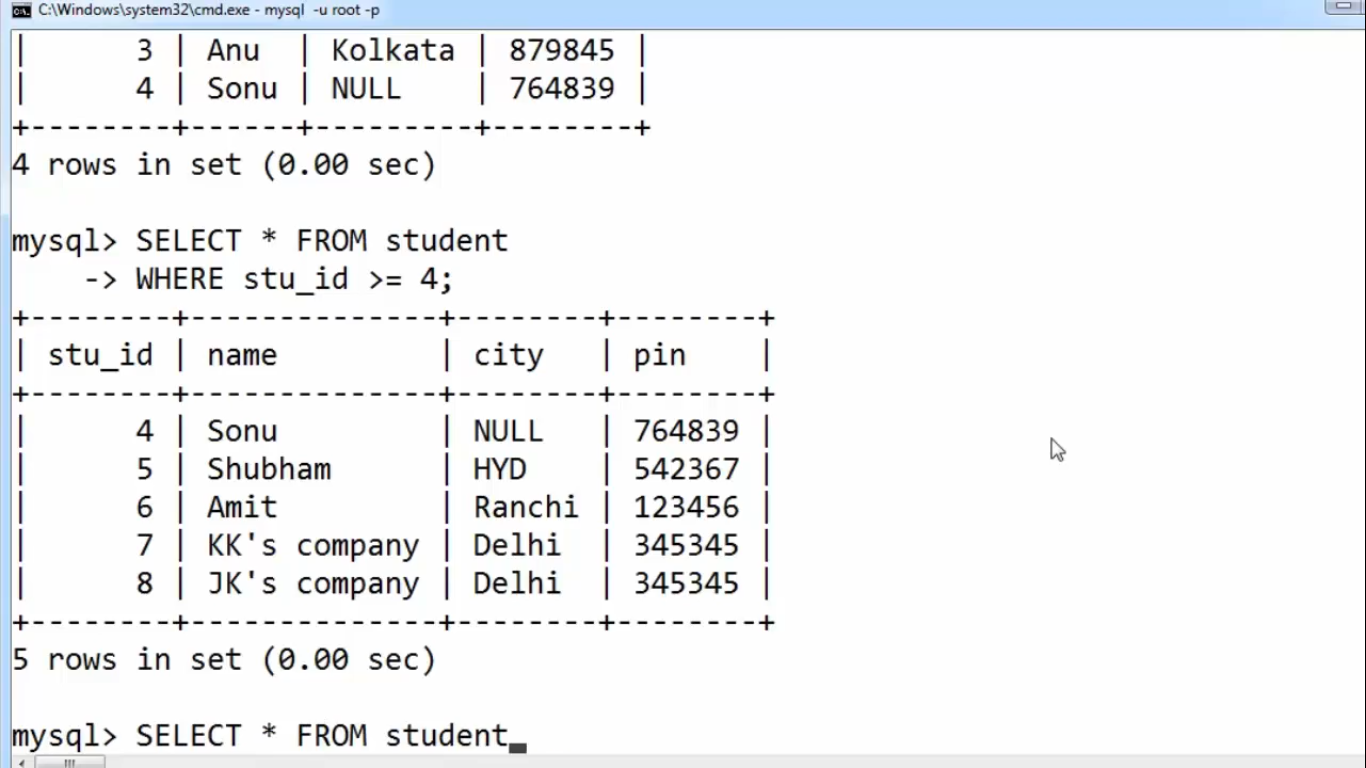 C:\Windows\system32\cmd.exe - mysql  -u root -p
|      3 | Anu  | Kolkata | 879845 |
|      4 | Sonu | NULL    | 764839 |
+--------+------+---------+--------+
4 rows in set (0.00 sec)
mysql> SELECT * FROM student
    -> WHERE stu_id >= 4;
+--------+--------------+--------+--------+
| stu_id | name         | city   | pin    |
+--------+--------------+--------+--------+
|      4 | Sonu         | NULL   | 764839 |
|      5 | Shubham      | HYD    | 542367 |
|      6 | Amit         | Ranchi | 123456 |
|      7 | KK's company | Delhi  | 345345 |
|      8 | JK's company | Delhi  | 345345 |
+--------+--------------+--------+--------+
5 rows in set (0.00 sec)
mysql> SELECT * FROM student